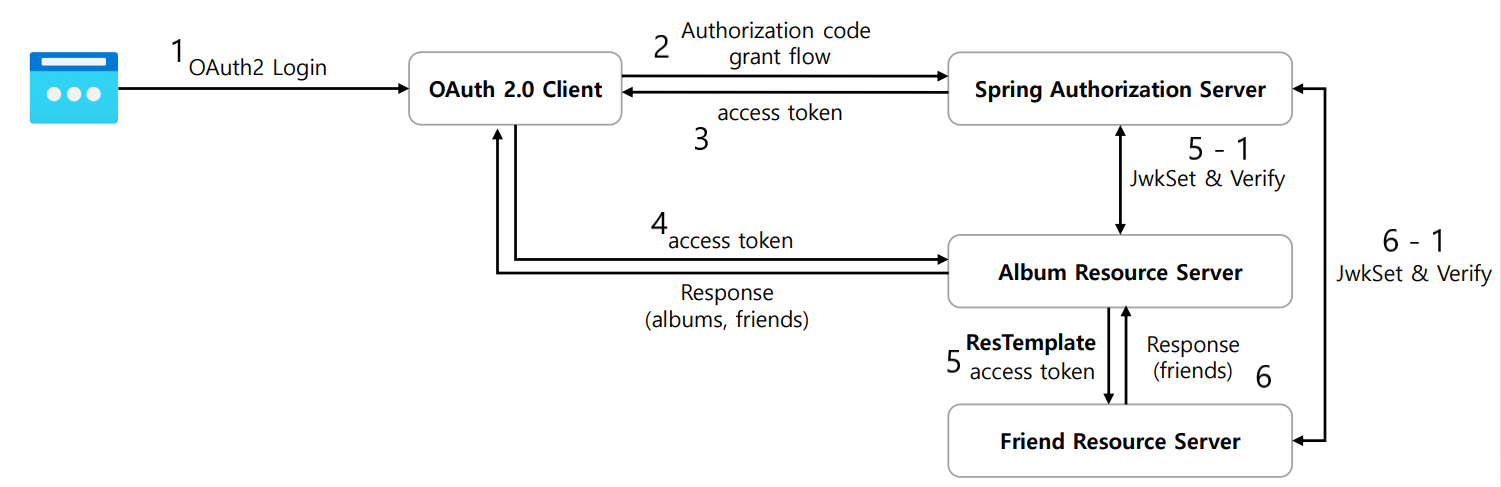 1
OAuth2 Login
OAuth 2.0 Client
2
Authorization code
grant flow
access token
3
Spring Authorization Server
5 - 1
JwkSet & Verify
4
access token
Response
(albums, friends)
Album Resource Server
6 - 1
JwkSet & Verify
5
ResTemplate
access token
Response
(friends)
6
Friend Resource Server